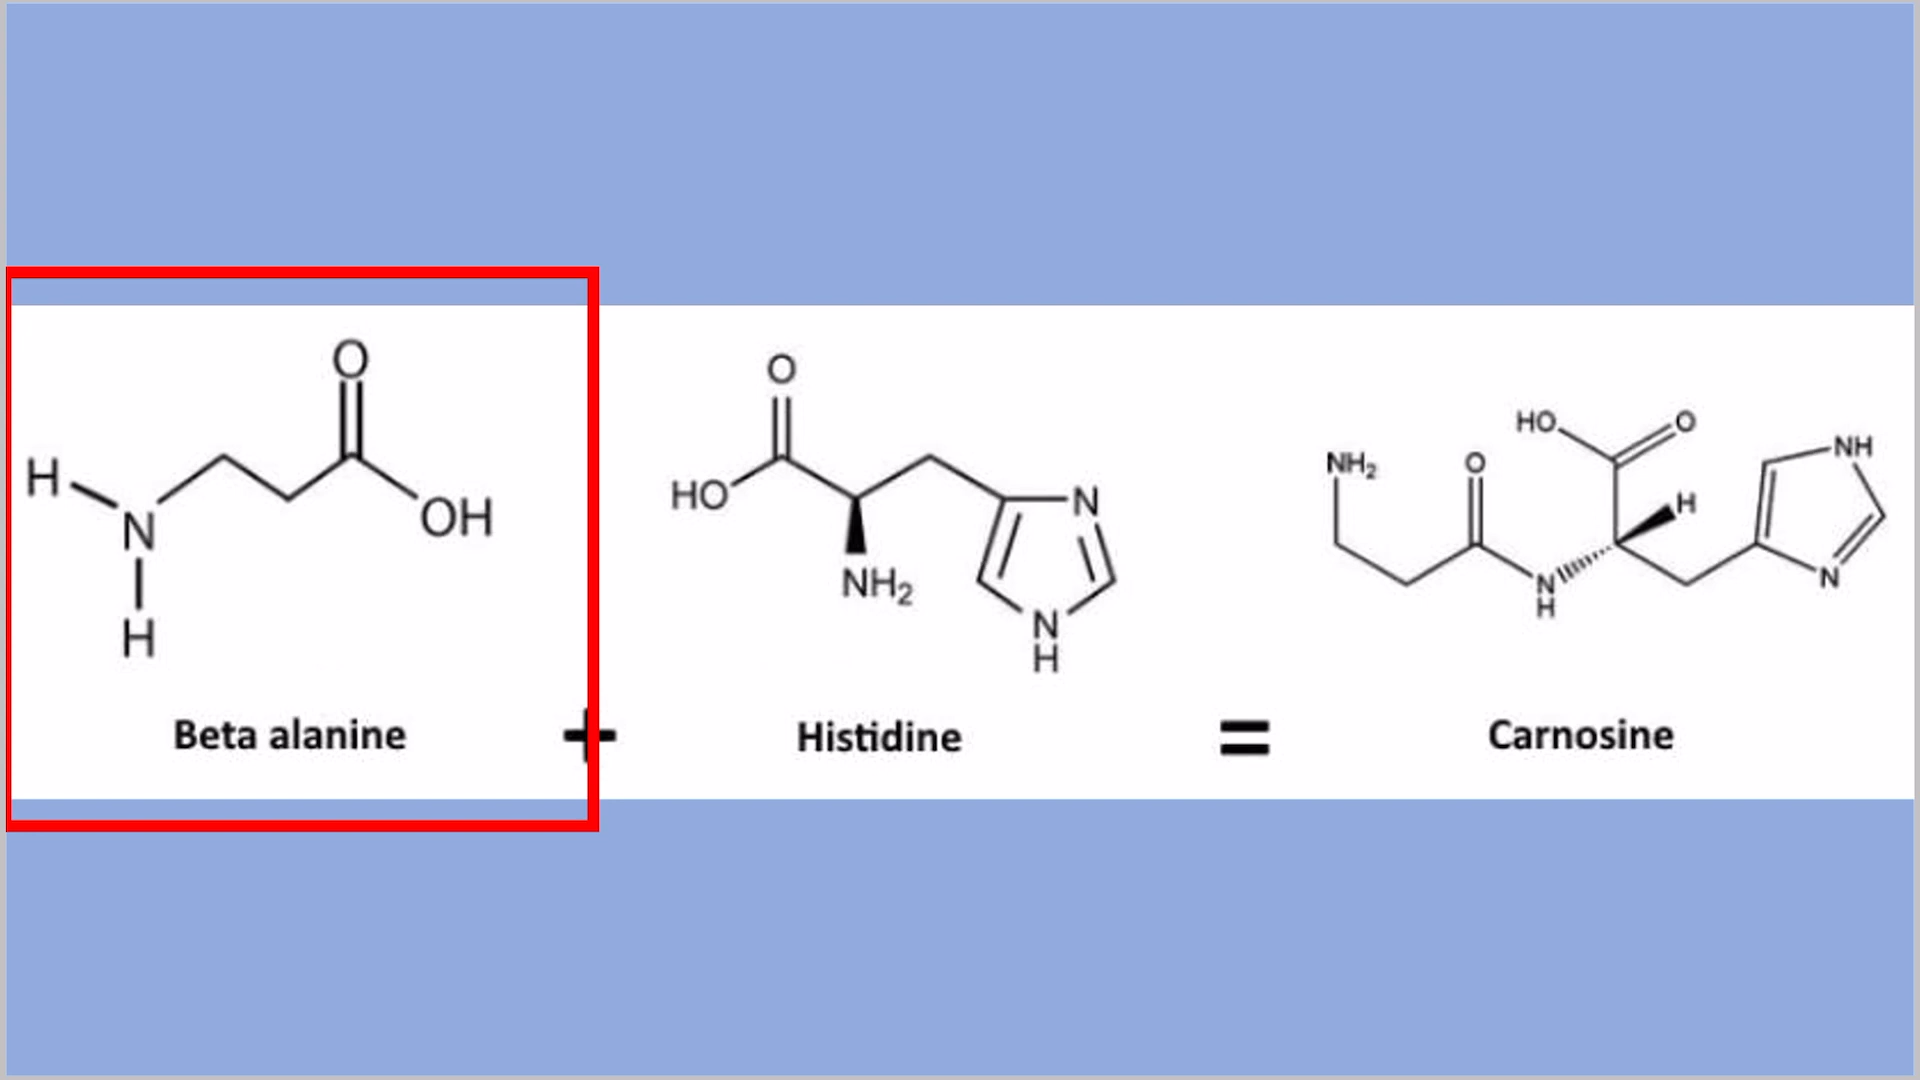 O
H
N
H
OH
Beta alanine
+
O
HO
NH₂
N
N
H
Histidine
=
NH₂
O
HO
O
H
N
H
NH
N
Carnosine